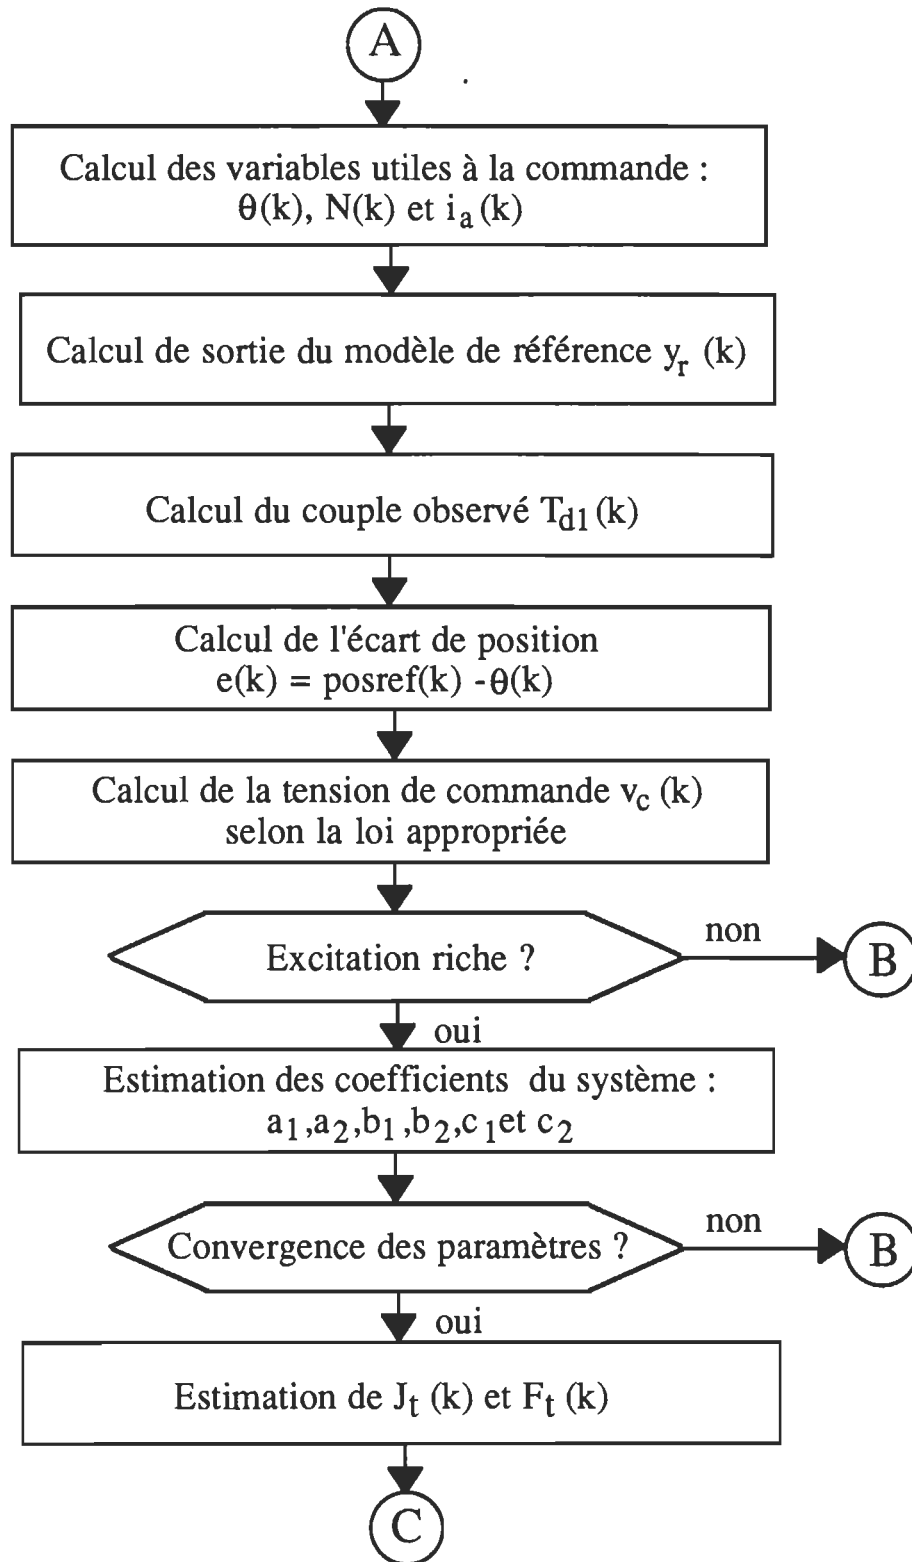 A
Calcul des variables utiles à la commande :
θ(k), N(k) et i_a(k)
Calcul de sortie du modèle de référence y_r (k)
Calcul du couple observé T_d1(k)
Calcul de l'écart de position
e(k) = posref(k) -θ(k)
Calcul de la tension de commande v_c (k)
selon la loi appropriée
non
Excitation riche ?
B
oui
Estimation des coefficients du système :
a_1,a_2,b_1,b_2,c_1et c_2
non
Convergence des paramètres ?
B
oui
Estimation de J_t (k) et F_t (k)
C